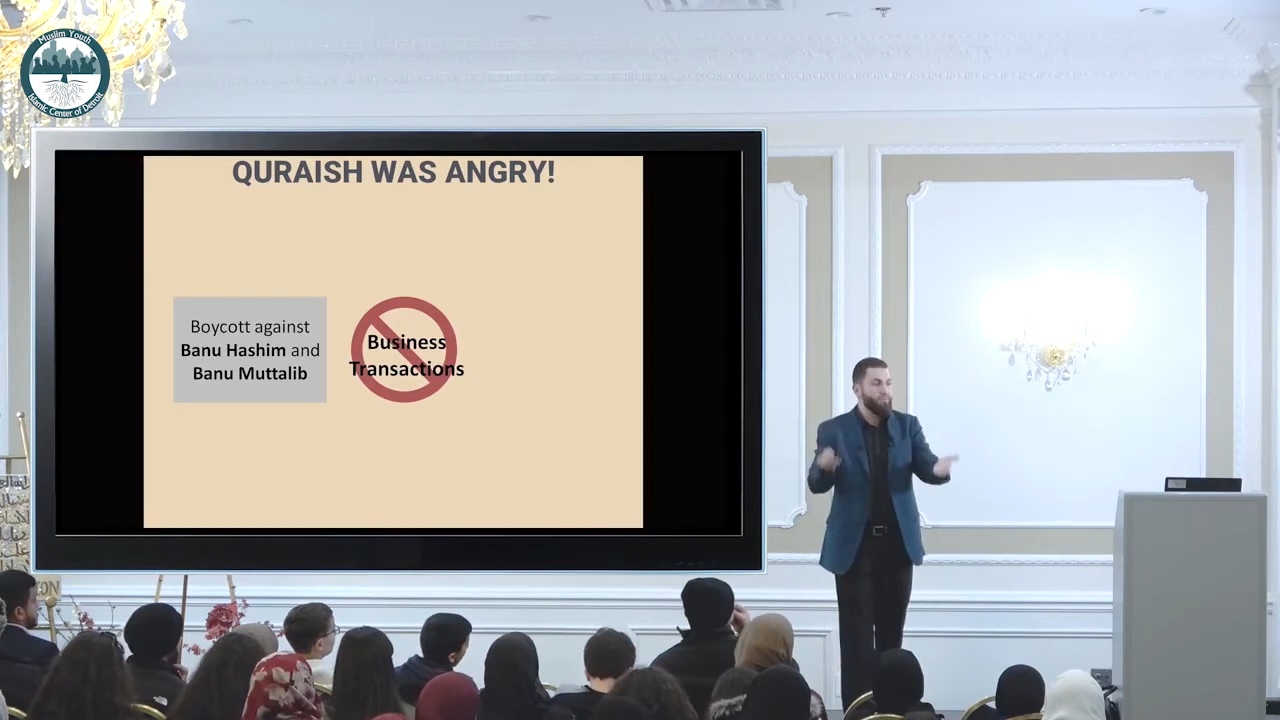 Muslim Youth
Islamic Center of Detroit
QURAISH WAS ANGRY!
Boycott against
Banu Hashim and
Banu Muttalib
Business
Transactions